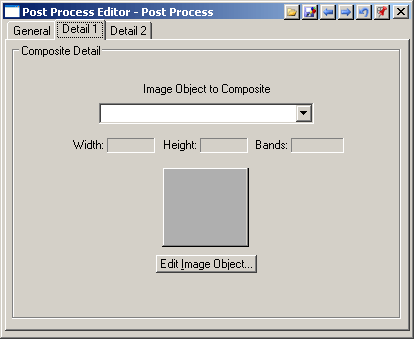 Post Process Editor - Post Process
General Detail 1 Detail 2
Composite Detail
Image Object to Composite
Width: Height: Bands:
Edit Image Object...